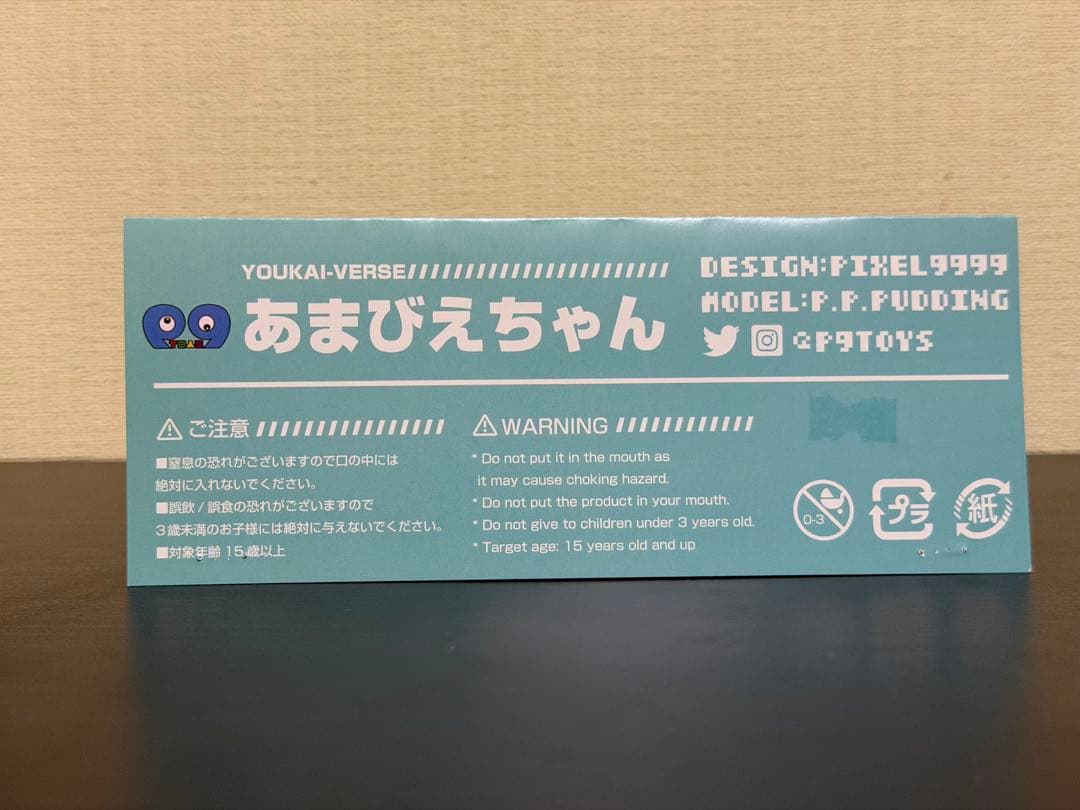 YOUKAI-VERSE
あまびえちゃん
DESIGN:PIXEL9999
MODEL:P.P.PUDDING
@P9TOYS
ご注意
■窒息の恐れがございますので口の中には
絶対に入れないでください。
■誤飲/誤食の恐れがございますので
3歳未満のお子様には絶対に与えないでください。
■対象年齢 15歳以上
WARNING
* Do not put it in the mouth as
it may cause choking hazard.
* Do not put the product in your mouth.
* Do not give to children under 3 years old.
* Target age: 15 years old and up
0-3
プラ
紙